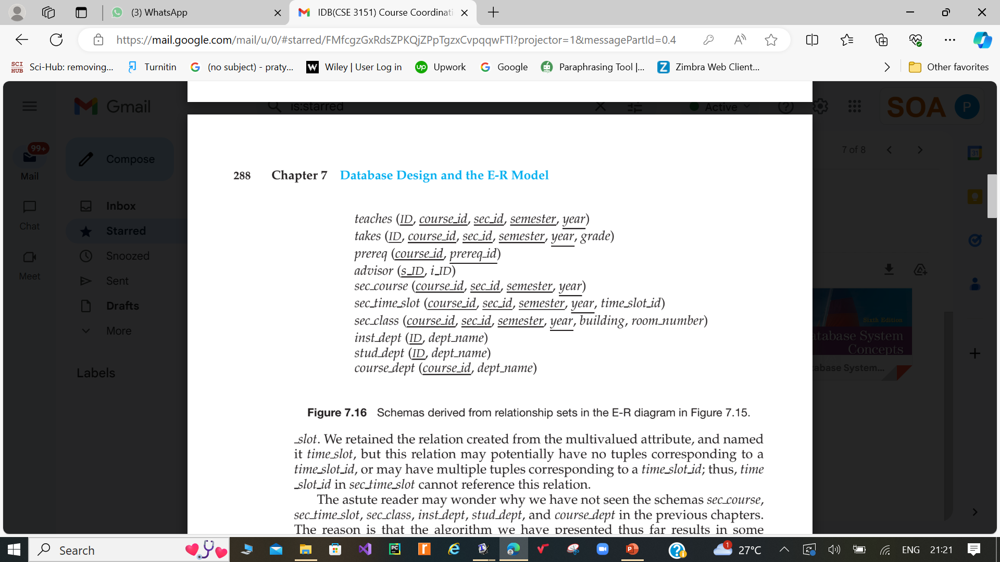 (3) WhatsApp
IDB(CSE 3151) Course Coordinati
https://mail.google.com/mail/u/0/#starred/FMfcgzGxRdsZPKQjZPpTgzxCvpqqwFTl?projector=1&messagePartId=0.4
SCI HUB Sci-Hub: removing... Turnitin (no subject) - praty... W Wiley | User Log in up Upwork Google Paraphrasing Tool |... Z Zimbra Web Client... Other favorites
Gmail
is:starred
Active
SOA
P
99+
Mail
Chat
Meet
Compose
Inbox
Starred
Snoozed
Sent
Drafts
More
Labels
7 of 8
31
288 Chapter 7 Database Design and the E-R Model
teaches (ID, course_id, sec_id, semester, year)
takes (ID, course_id, sec_id, semester, year, grade)
prereq (course_id, prereq_id)
advisor (s_ID, i_ID)
sec_course (course_id, sec_id, semester, year)
sec_time_slot (course_id, sec_id, semester, year, time_slot_id)
sec_class (course_id, sec_id, semester, year, building, room_number)
inst_dept (ID, dept_name)
stud_dept (ID, dept_name)
course_dept (course_id, dept_name)
Figure 7.16 Schemas derived from relationship sets in the E-R diagram in Figure 7.15.
_slot. We retained the relation created from the multivalued attribute, and named
it time_slot, but this relation may potentially have no tuples corresponding to a
time_slot_id, or may have multiple tuples corresponding to a time_slot_id; thus, time
_slot_id in sec_time_slot cannot reference this relation.
The astute reader may wonder why we have not seen the schemas sec_course,
sec_time_slot, sec_class, inst_dept, stud_dept, and course_dept in the previous chapters.
The reason is that the algorithm we have presented thus far results in some
Sixth Edition
atabase System
Concepts
abase System...
Search
PC
1
27°C
ENG
21:21